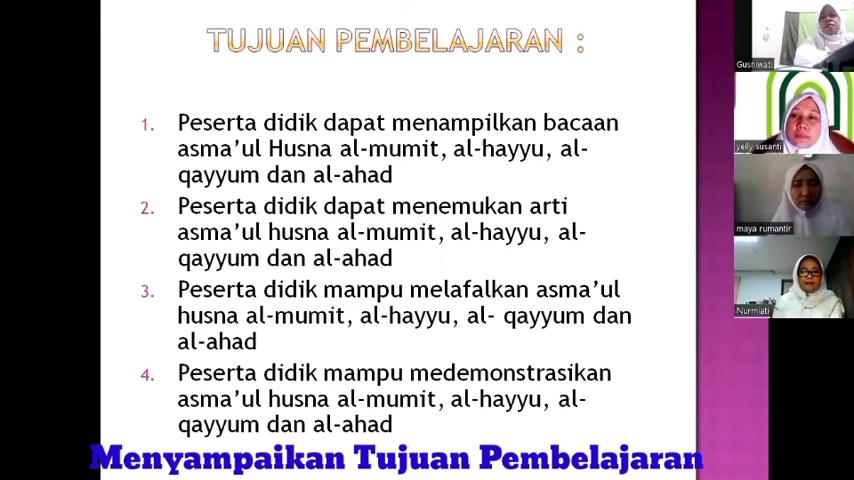 TUJUAN PEMBELAJARAN :
1. Peserta didik dapat menampilkan bacaan
asma’ul Husna al-mumit, al-hayyu, al-
qayyum dan al-ahad
2. Peserta didik dapat menemukan arti
asma’ul husna al-mumit, al-hayyu, al-
qayyum dan al-ahad
3. Peserta didik mampu melafalkan asma’ul
husna al-mumit, al-hayyu, al- qayyum dan
al-ahad
4. Peserta didik mampu medemonstrasikan
asma’ul husna al-mumit, al-hayyu, al-
qayyum dan al-ahad
Menyampaikan Tujuan Pembelajaran
Gusniwati
yelly susanti
maya rumantir
Nurmiati